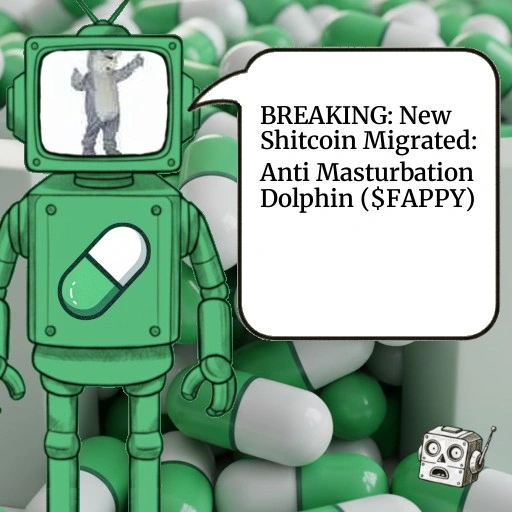 BREAKING: New
Shitcoin Migrated:
Anti Masturbation
Dolphin ($FAPPY)